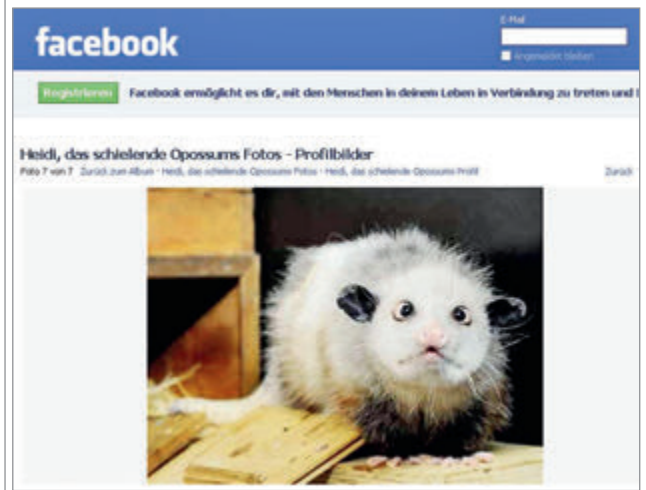 facebook
E-Mail
Angemeldet bleiben
Registrieren Facebook ermöglicht es dir, mit den Menschen in deinem Leben in Verbindung zu treten und
Heidi, das schielende Opossums Fotos - Profilbilder
Foto 7 von 7 Zurück zum Album · Heidi, das schielende Opossums Fotos · Heidi, das schielende Opossums Profil Zurück